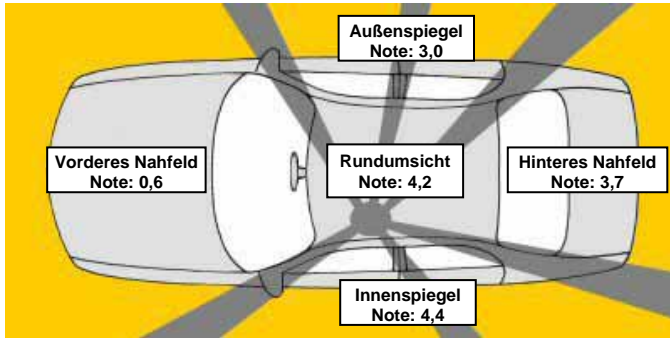 Außenspiegel
Note: 3,0
Vorderes Nahfeld
Note: 0,6
Rundumsicht
Note: 4,2
Hinteres Nahfeld
Note: 3,7
Innenspiegel
Note: 4,4